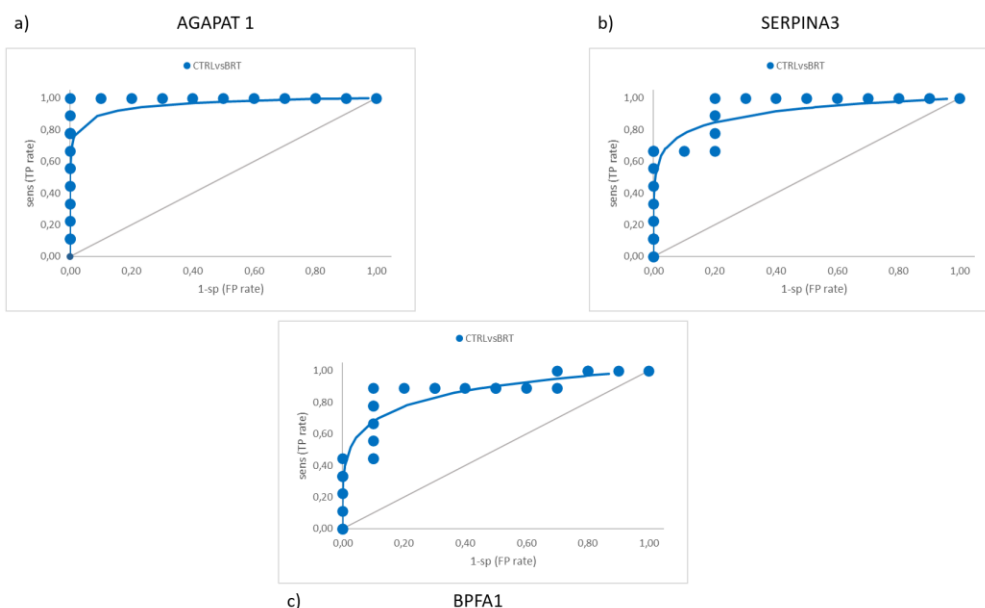 a) AGAPAT 1
CTRLvsBRT
1,00
0,80
0,60
0,40
0,20
0,00
sens (TP rate)
0,00 0,20 0,40 0,60 0,80 1,00
1-sp (FP rate)
b) SERPINA3
CTRLvsBRT
1,00
0,80
0,60
0,40
0,20
0,00
sens (TP rate)
0,00 0,20 0,40 0,60 0,80 1,00
1-sp (FP rate)
CTRLvsBRT
1,00
0,80
0,60
0,40
0,20
0,00
sens (TP rate)
0,00 0,20 0,40 0,60 0,80 1,00
1-sp (FP rate)
c) BPFA1